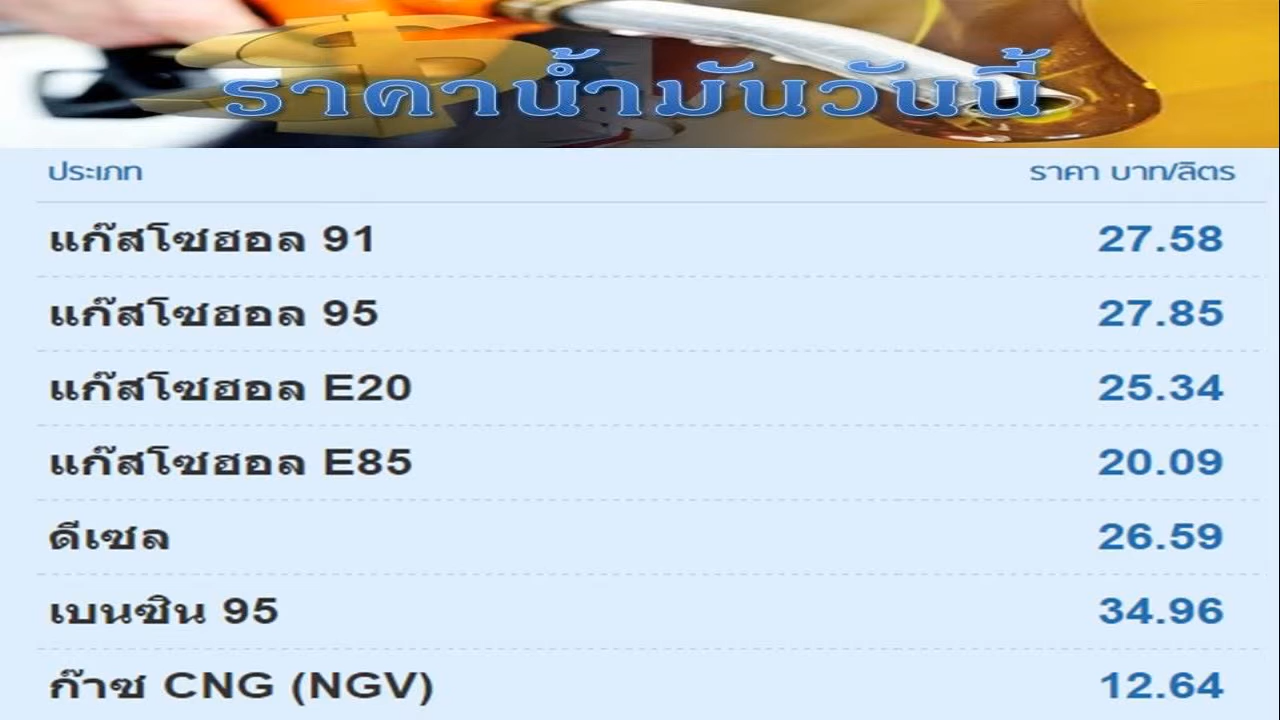 ราคาน้ำมันวันนี้
ประเภท ราคา บาท/ลิตร
แก๊สโซฮอล 91 27.58
แก๊สโซฮอล 95 27.85
แก๊สโซฮอล E20 25.34
แก๊สโซฮอล E85 20.09
ดีเซล 26.59
เบนซิน 95 34.96
ก๊าซ CNG (NGV) 12.64